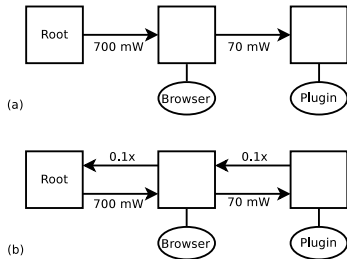 Root
700 mW
70 mW
Browser
Plugin
(a)
0.1x
0.1x
Root
700 mW
70 mW
Browser
Plugin
(b)